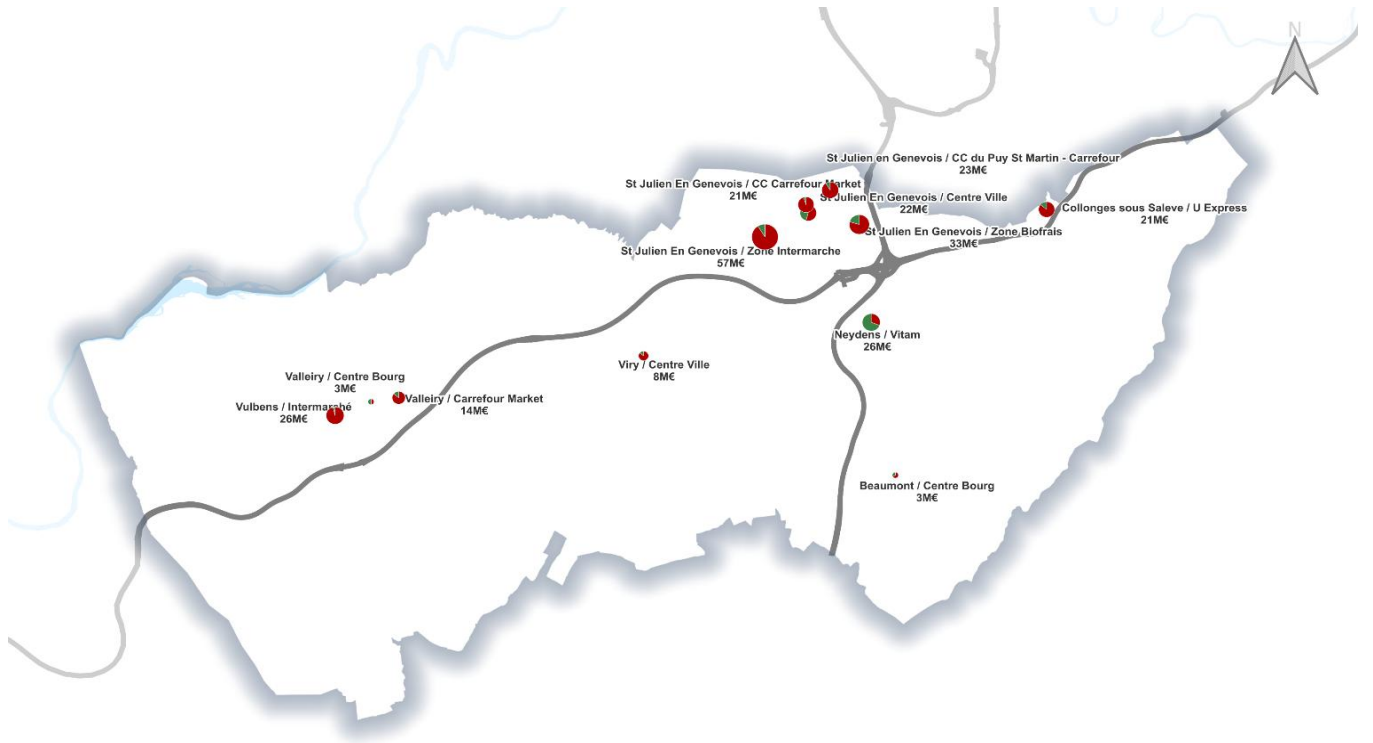 N
St Julien en Genevois / CC du Puy St Martin - Carrefour
23M€
St Julien En Genevois / CC Carrefour Market
21M€
St Julien En Genevois / Centre Ville
22M€
Collonges sous Saleve / U Express
21M€
St Julien En Genevois / Zone Biofrais
33M€
St Julien En Genevois / Zone Intermarche
57M€
Neydens / Vitam
26M€
Viry / Centre Ville
8M€
Valleiry / Centre Bourg
3M€
Valleiry / Carrefour Market
14M€
Vulbens / Intermarché
26M€
Beaumont / Centre Bourg
3M€